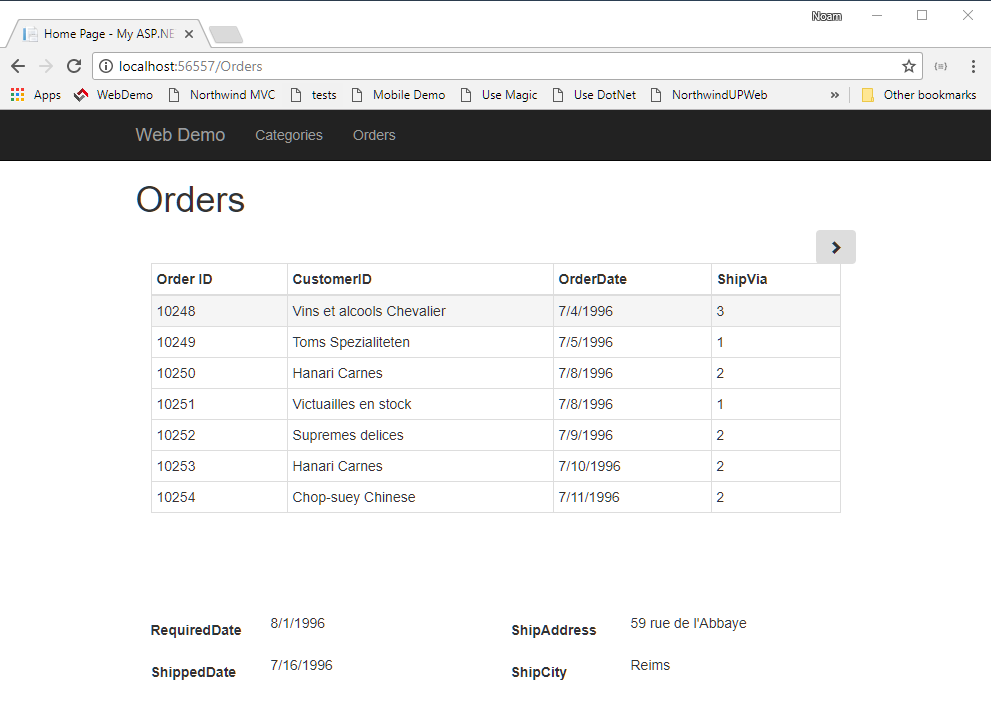 Noam
Home Page - My ASP.NE
localhost:56557/Orders
Apps WebDemo Northwind MVC tests Mobile Demo Use Magic Use DotNet NorthwindUPWeb » Other bookmarks
Web Demo Categories Orders
Orders
Order ID CustomerID OrderDate ShipVia
10248 Vins et alcools Chevalier 7/4/1996 3
10249 Toms Spezialiteten 7/5/1996 1
10250 Hanari Carnes 7/8/1996 2
10251 Victuailles en stock 7/8/1996 1
10252 Supremes delices 7/9/1996 2
10253 Hanari Carnes 7/10/1996 2
10254 Chop-suey Chinese 7/11/1996 2
RequiredDate 8/1/1996 ShipAddress 59 rue de l'Abbaye
ShippedDate 7/16/1996 ShipCity Reims